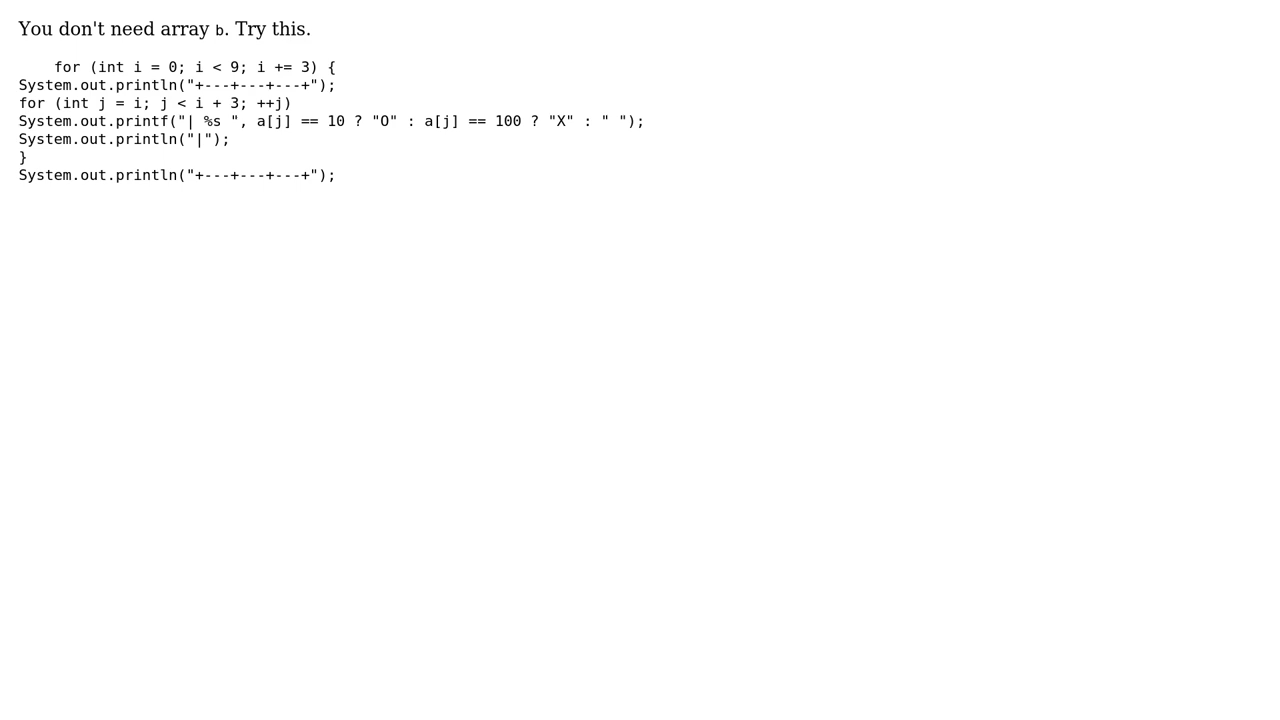 You don't need array b. Try this.
    for (int i = 0; i < 9; i += 3) {
System.out.println("+---+---+---+");
for (int j = i; j < i + 3; ++j)
System.out.printf("| %s ", a[j] == 10 ? "O" : a[j] == 100 ? "X" : " ");
System.out.println("|");
}
System.out.println("+---+---+---+");